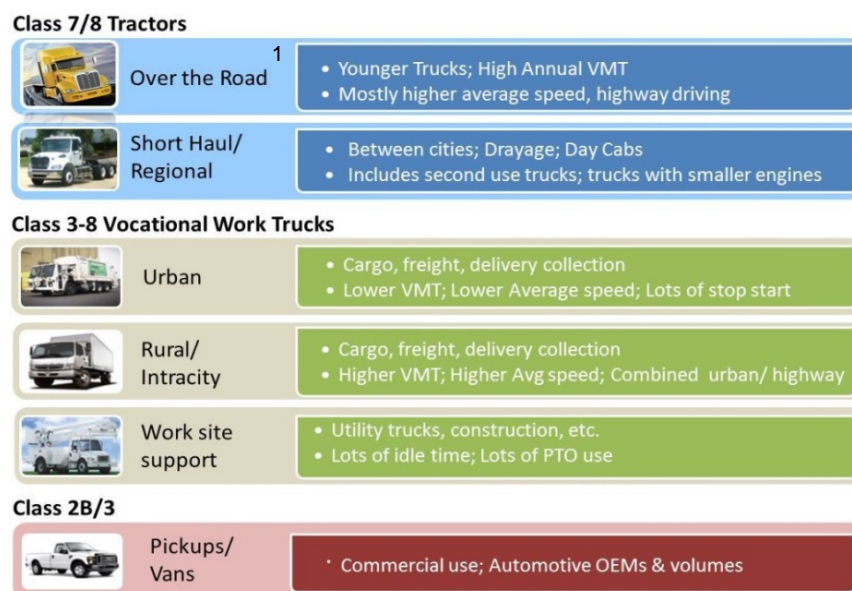 Class 7/8 Tractors
Over the Road 1
• Younger Trucks; High Annual VMT
• Mostly higher average speed, highway driving
Short Haul/
Regional
• Between cities; Drayage; Day Cabs
• Includes second use trucks; trucks with smaller engines
Class 3-8 Vocational Work Trucks
Urban
• Cargo, freight, delivery collection
• Lower VMT; Lower Average speed; Lots of stop start
Rural/
Intracity
• Cargo, freight, delivery collection
• Higher VMT; Higher Avg speed; Combined urban/ highway
Work site
support
• Utility trucks, construction, etc.
• Lots of idle time; Lots of PTO use
Class 2B/3
Pickups/
Vans
· Commercial use; Automotive OEMs & volumes